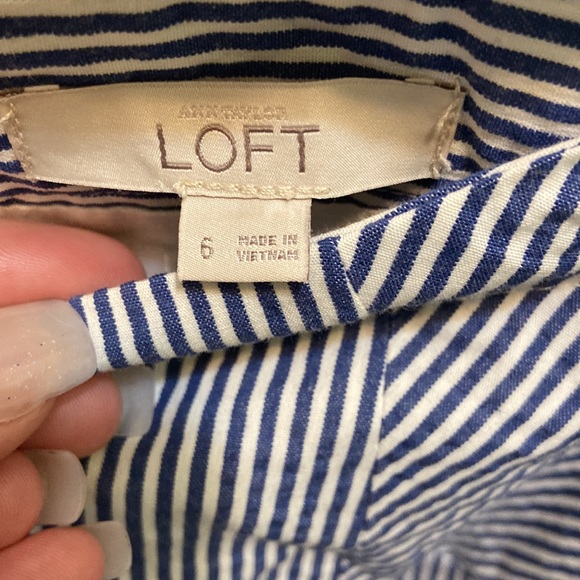 ANN TAYLOR
LOFT
6
MADE IN
VIETNAM